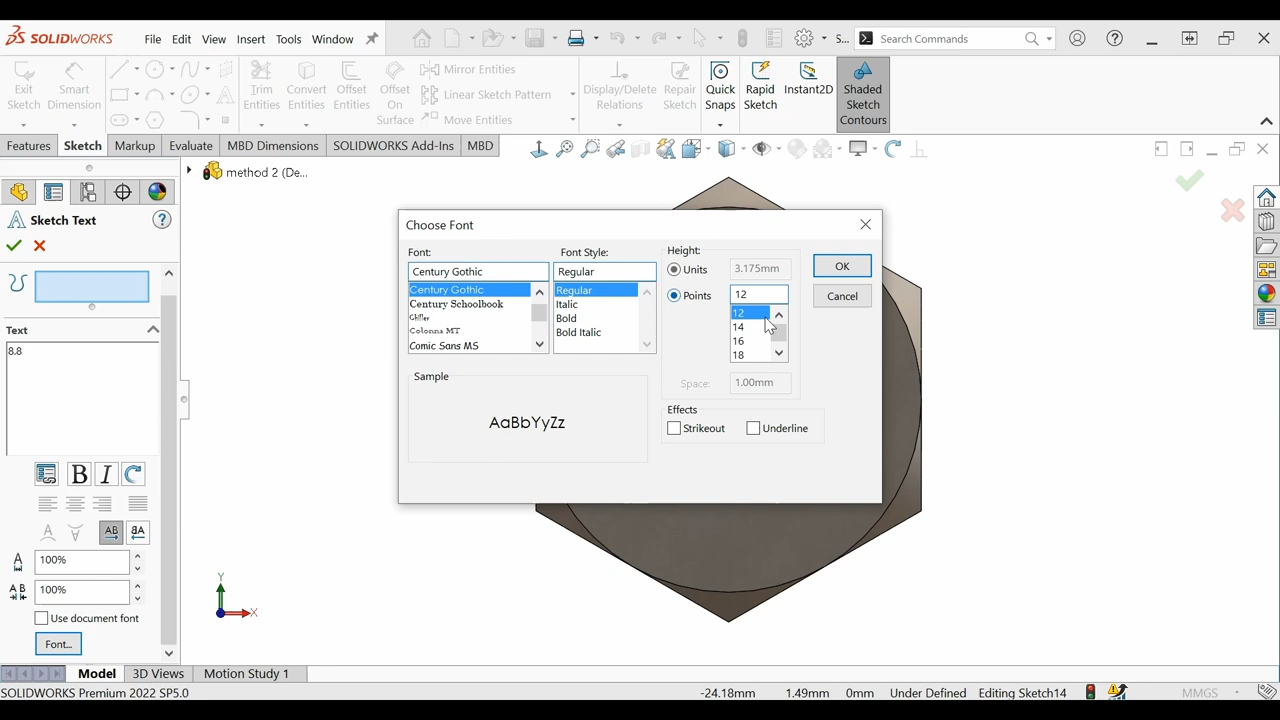 SOLIDWORKS File Edit View Insert Tools Window S... Search Commands
Exit Sketch
Smart Dimension
Trim Entities
Convert Entities
Offset Entities
Offset On Surface
Mirror Entities
Linear Sketch Pattern
Move Entities
Display/Delete Relations
Repair Sketch
Quick Snaps
Rapid Sketch
Instant2D
Shaded Sketch Contours
Features Sketch Markup Evaluate MBD Dimensions SOLIDWORKS Add-Ins MBD
method 2 (De...
Sketch Text
Text
8.8
B I
AB
100%
100%
Use document font
Font...
Choose Font
Font:
Century Gothic
Century Gothic
Century Schoolbook
Chiller
Colonna MT
Comic Sans MS
Font Style:
Regular
Regular
Italic
Bold
Bold Italic
Height:
Units 3.175mm
Points 12
12
14
16
18
Space: 1.00mm
OK
Cancel
Sample
AaBbYyZz
Effects
Strikeout Underline
Y
X
Model 3D Views Motion Study 1
SOLIDWORKS Premium 2022 SP5.0 -24.18mm 1.49mm 0mm Under Defined Editing Sketch14 MMGS